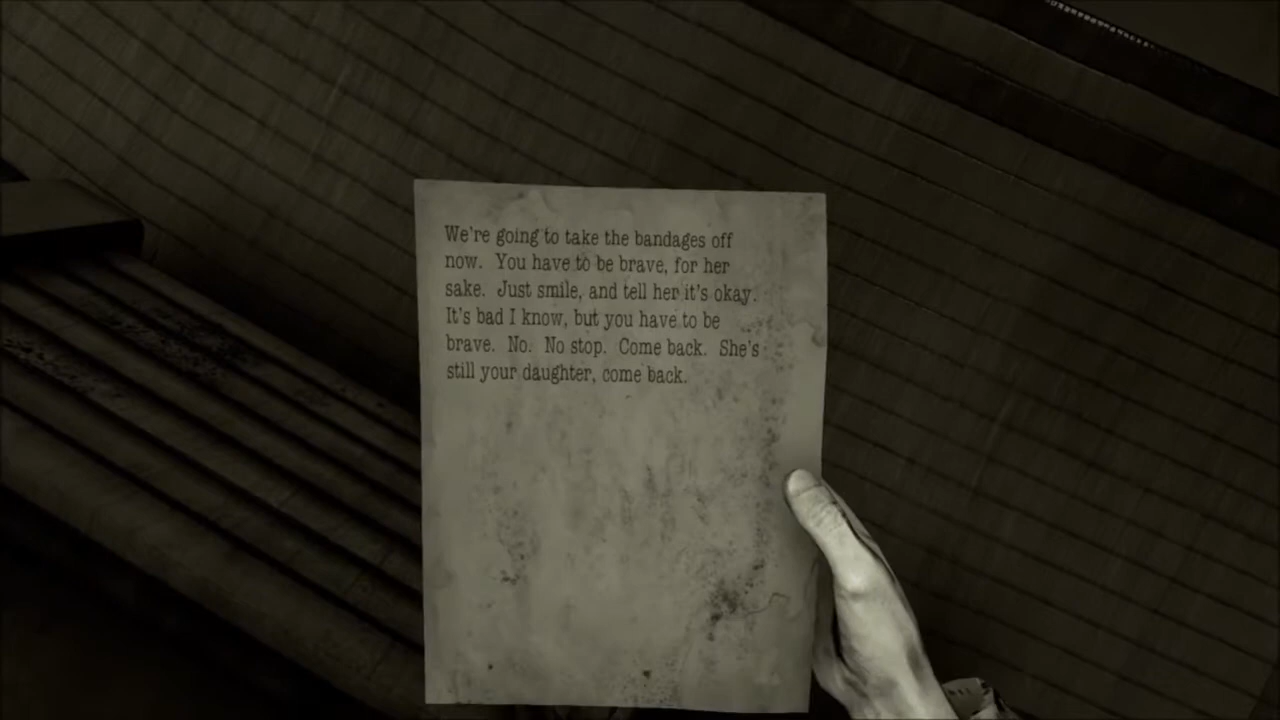 We're going to take the bandages off
now.  You have to be brave, for her
sake.  Just smile, and tell her it's okay.
It's bad I know, but you have to be
brave.  No.  No stop.  Come back.  She's
still your daughter, come back.